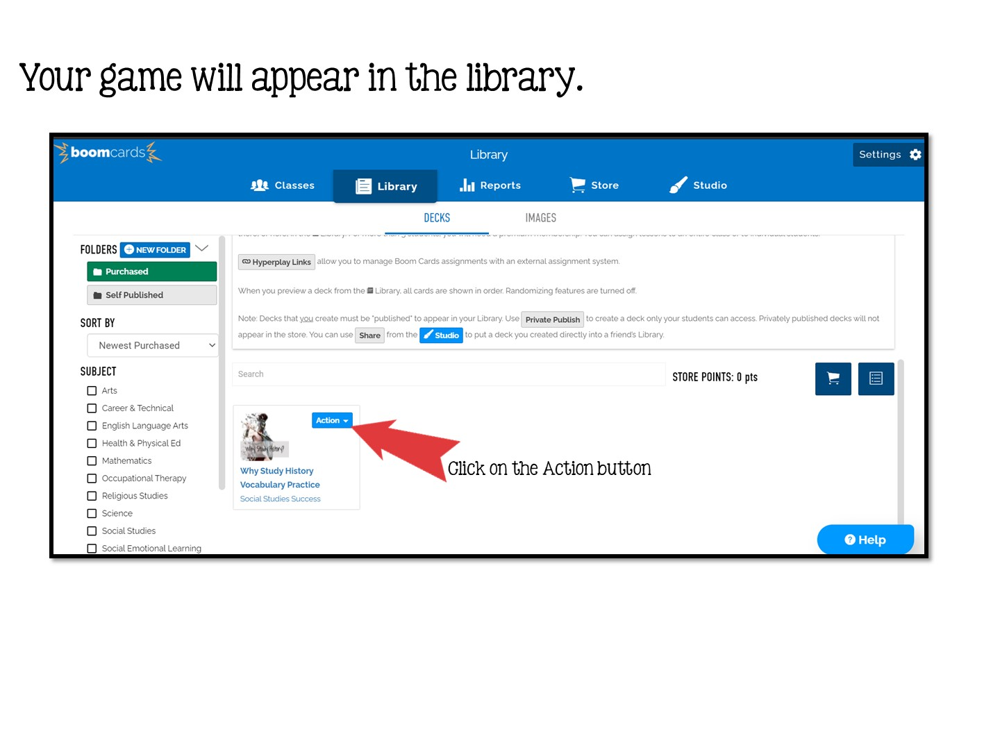 Your game will appear in the library.
boomcards
Library
Settings
Classes
Library
Reports
Store
Studio
DECKS
IMAGES
FOLDERS
NEW FOLDER
Purchased
Self Published
SORT BY
Newest Purchased
SUBJECT
Arts
Career & Technical
English Language Arts
Health & Physical Ed
Mathematics
Occupational Therapy
Religious Studies
Science
Social Studies
Social Emotional Learning
Hyperplay Links allow you to manage Boom Cards assignments with an external assignment system.
When you preview a deck from the Library, all cards are shown in order. Randomizing features are turned off.
Note: Decks that you create must be "published" to appear in your Library. Use Private Publish to create a deck only your students can access. Privately published decks will not
appear in the store. You can use Share from the Studio to put a deck you created directly into a friend's Library.
Search
STORE POINTS: 0 pts
Action
Why Study History?
Why Study History
Vocabulary Practice
Social Studies Success
Click on the Action button
Help